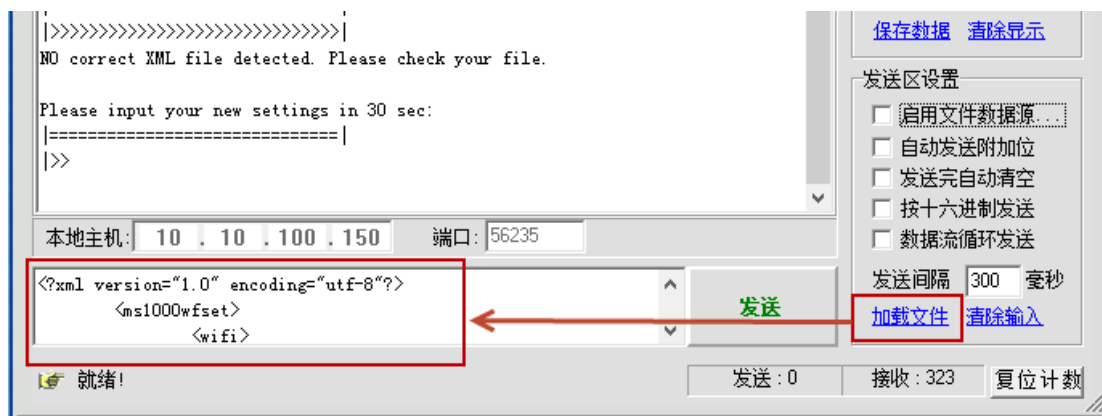 |>>>>>>>>>>>>>>>>>>>>>>>>>>>>>>|
NO correct XML file detected. Please check your file.
Please input your new settings in 30 sec:
|==============================|
|>>
本地主机: 10 . 10 . 100 . 150 端口: 56235
<?xml version="1.0" encoding="utf-8"?>
<ms1000wfset>
<wifi>
发送
就绪!
发送 : 0
接收 : 323
复位计数
保存数据 清除显示
发送区设置
启用文件数据源...
自动发送附加位
发送完自动清空
按十六进制发送
数据流循环发送
发送间隔 300 毫秒
加载文件 清除输入